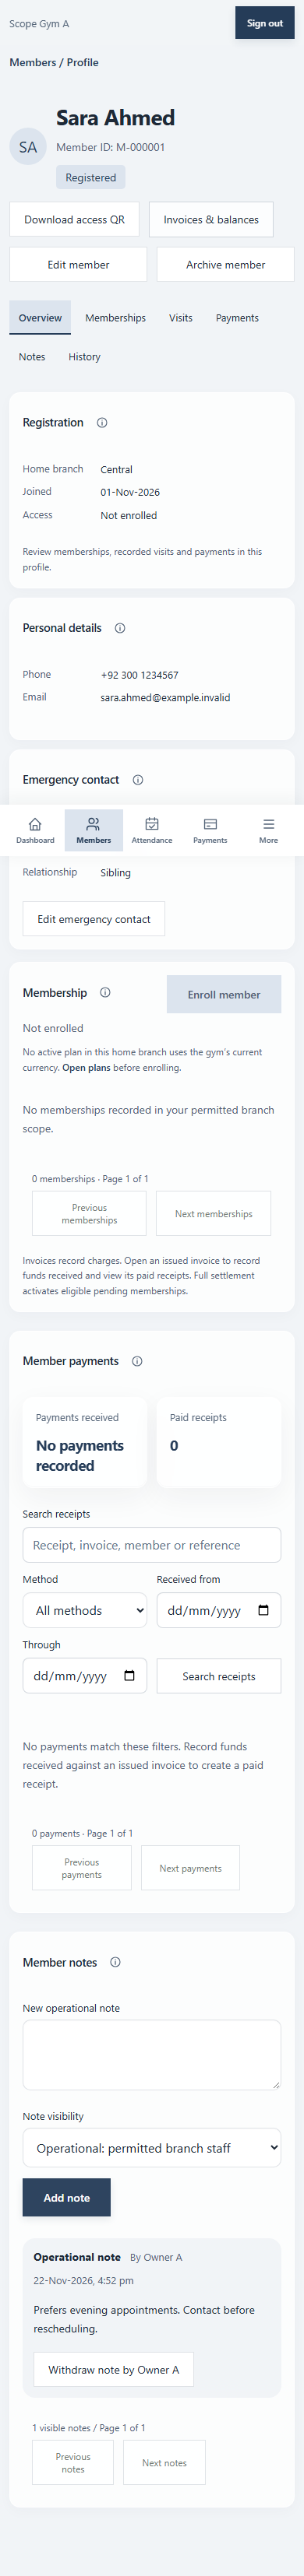 Scope Gym A
Sign out
Members / Profile
SA
Sara Ahmed
Member ID: M-000001
Registered
Download access QR
Invoices & balances
Edit member
Archive member
Overview
Memberships
Visits
Payments
Notes
History
Registration
Home branch
Central
Joined
01-Nov-2026
Access
Not enrolled
Review memberships, recorded visits and payments in this
profile.
Personal details
Phone
+92 300 1234567
Email
sara.ahmed@example.invalid
Emergency contact
Dashboard
Members
Attendance
Payments
More
Relationship
Sibling
Edit emergency contact
Membership
Enroll member
Not enrolled
No active plan in this home branch uses the gym's current
currency. Open plans before enrolling.
No memberships recorded in your permitted branch
scope.
0 memberships · Page 1 of 1
Previous
memberships
Next memberships
Invoices record charges. Open an issued invoice to record
funds received and view its paid receipts. Full settlement
activates eligible pending memberships.
Member payments
Payments received
No payments
recorded
Paid receipts
0
Search receipts
Receipt, invoice, member or reference
Method
Received from
All methods
dd/mm/yyyy
Through
dd/mm/yyyy
Search receipts
No payments match these filters. Record funds
received against an issued invoice to create a paid
receipt.
0 payments · Page 1 of 1
Previous
payments
Next payments
Member notes
New operational note
Note visibility
Operational: permitted branch staff
Add note
Operational note By Owner A
22-Nov-2026, 4:52 pm
Prefers evening appointments. Contact before
rescheduling.
Withdraw note by Owner A
1 visible notes / Page 1 of 1
Previous
notes
Next notes